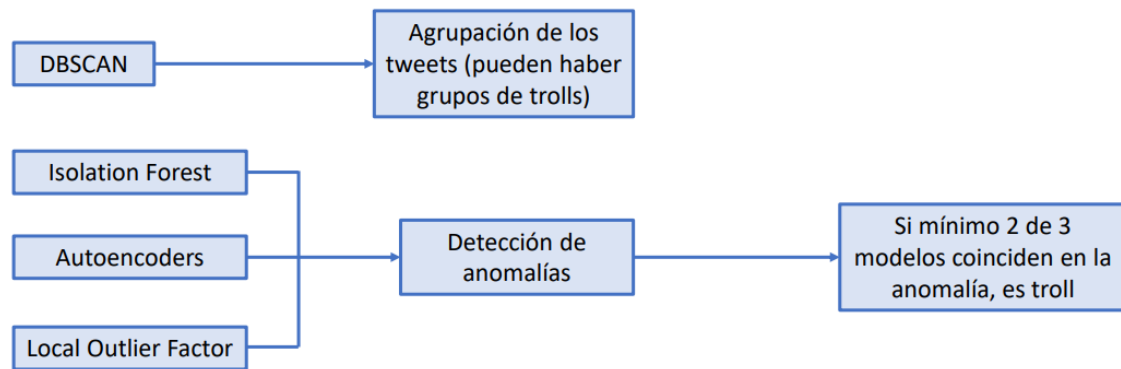 DBSCAN
Agrupación de los
tweets (pueden haber
grupos de trolls)
Isolation Forest
Autoencoders
Local Outlier Factor
Detección de
anomalías
Si mínimo 2 de 3
modelos coinciden en la
anomalía, es troll